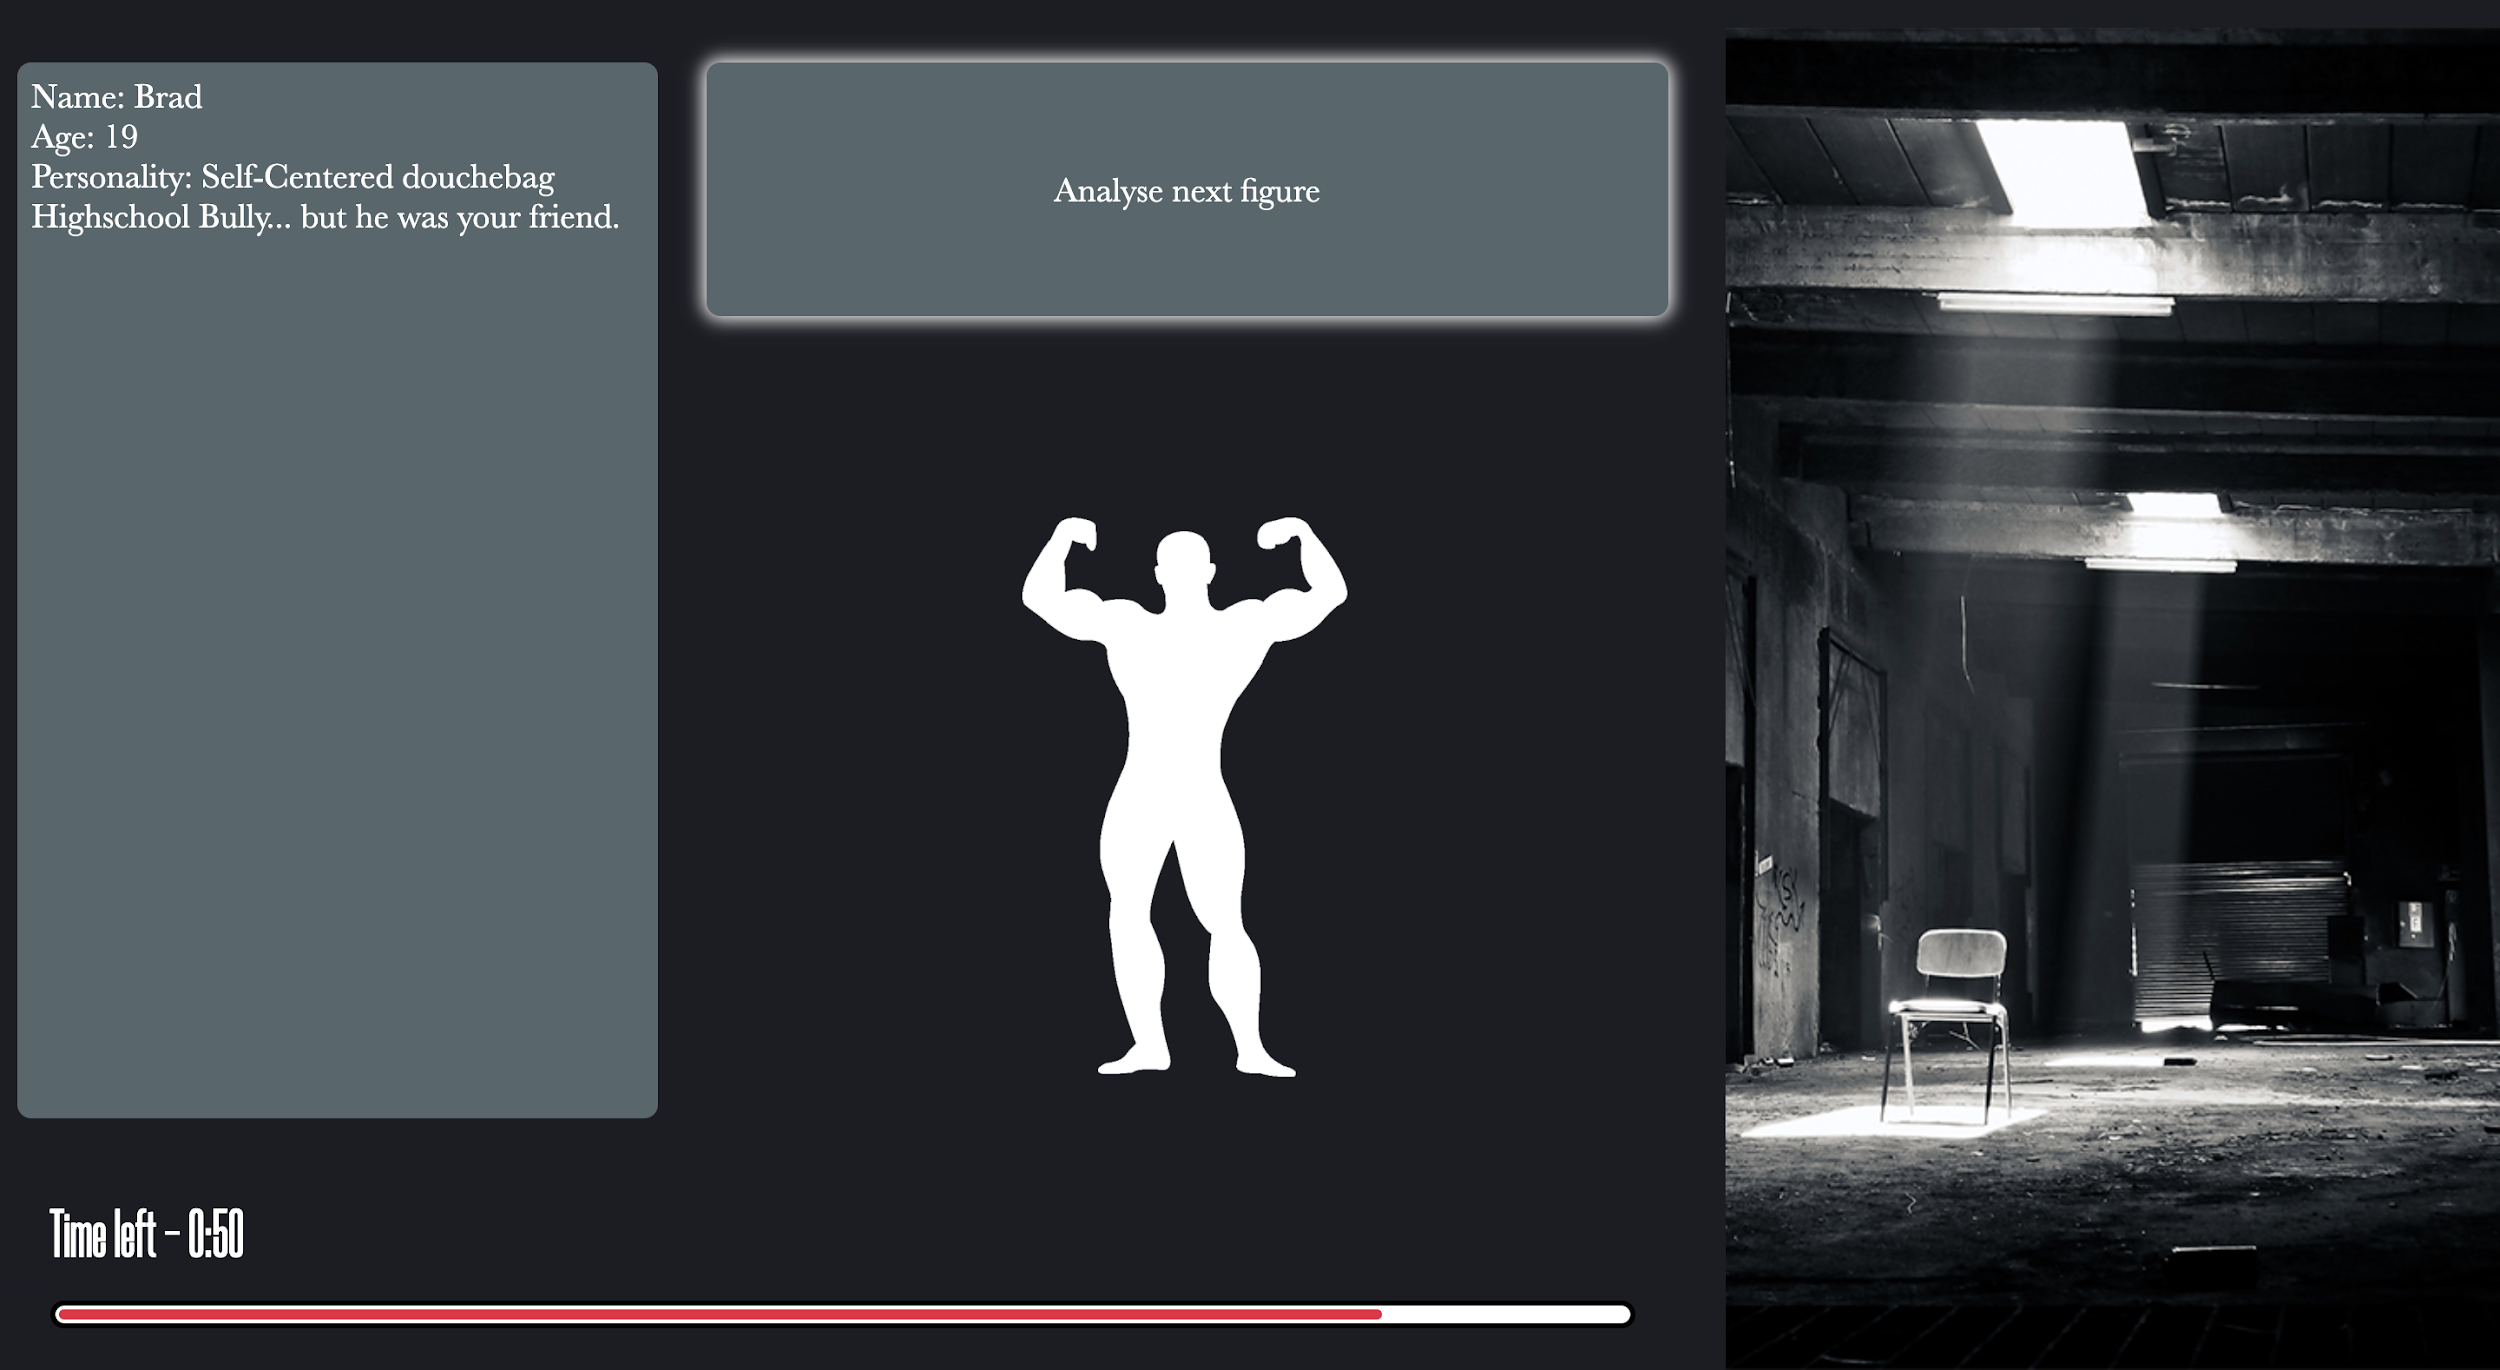 Name: Brad
Age: 19
Personality: Self-Centered douchebag
Highschool Bully... but he was your friend.
Analyse next figure
Time left - 0:50